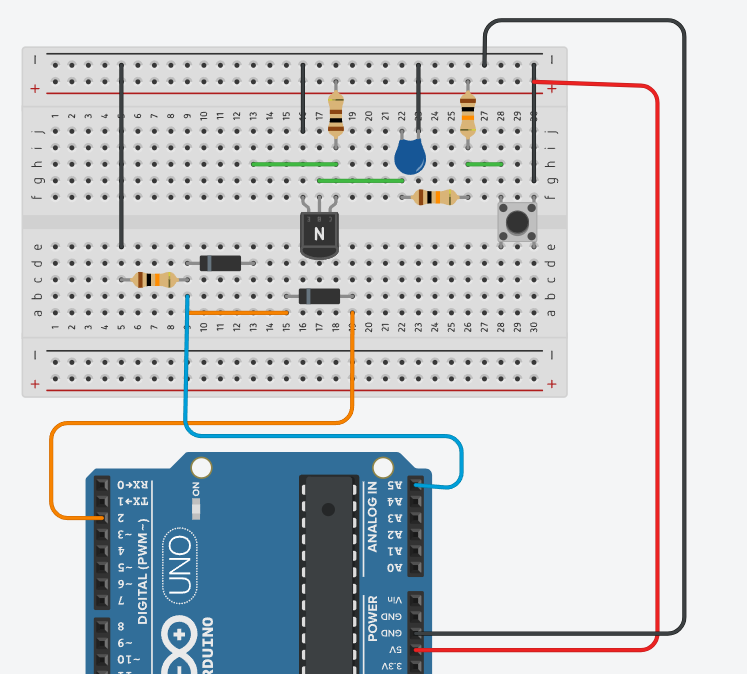 − −
+ +
1 2 3 4 5 6 7 8 9 10 11 12 13 14 15 16 17 19 20 21 22 23 24 25 27 28 29 30
j j
i i
h h
g g
f f
N
e e
d d
c c
b b
a a
1 2 3 4 5 6 7 8 9 10 11 12 13 14 15 16 17 18 19 20 21 22 23 24 25 26 27 28 29 30
− −
+ +
RX←0
TX→1
2
~3
4
~5
~6
7
8
~9
~10
DIGITAL (PWM~)
ON
UNO
ARDUINO
ANALOG IN
A5
A4
A3
A2
A1
A0
POWER
Vin
GND
GND
5V
3.3V